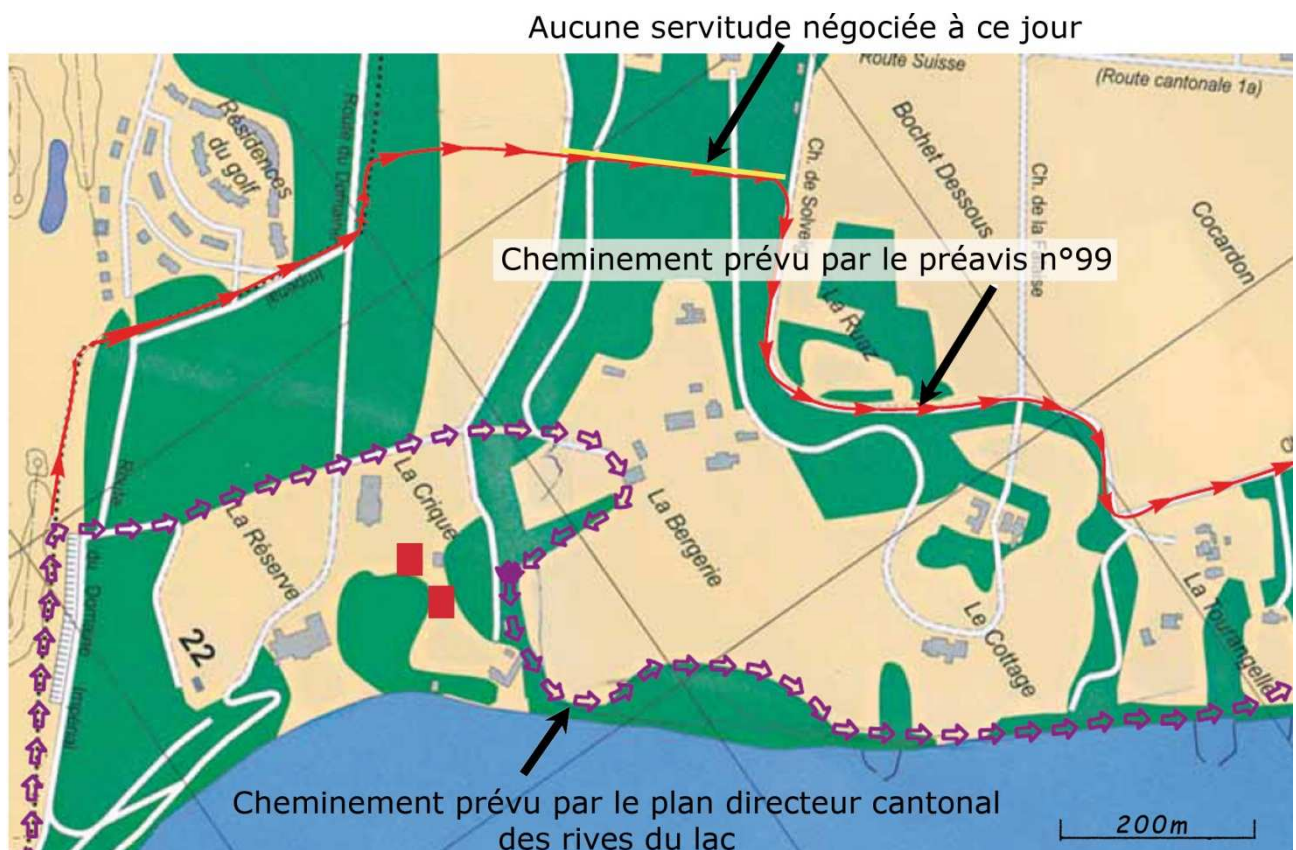 Aucune servitude négociée à ce jour
Route Suisse
(Route cantonale 1a)
Résidences
du golf
Route du Domaine
Impérial
Ch. de Solveig
Bochet Dessous
Ch. de la Falaise
Cocardon
Cheminement prévu par le préavis n°99
La Ruaz
La Crique
La Réserve
La Bergerie
Route
du Domaine
Impérial
22
Le Cottage
La Tourangelle
Cheminement prévu par le plan directeur cantonal
des rives du lac
200m